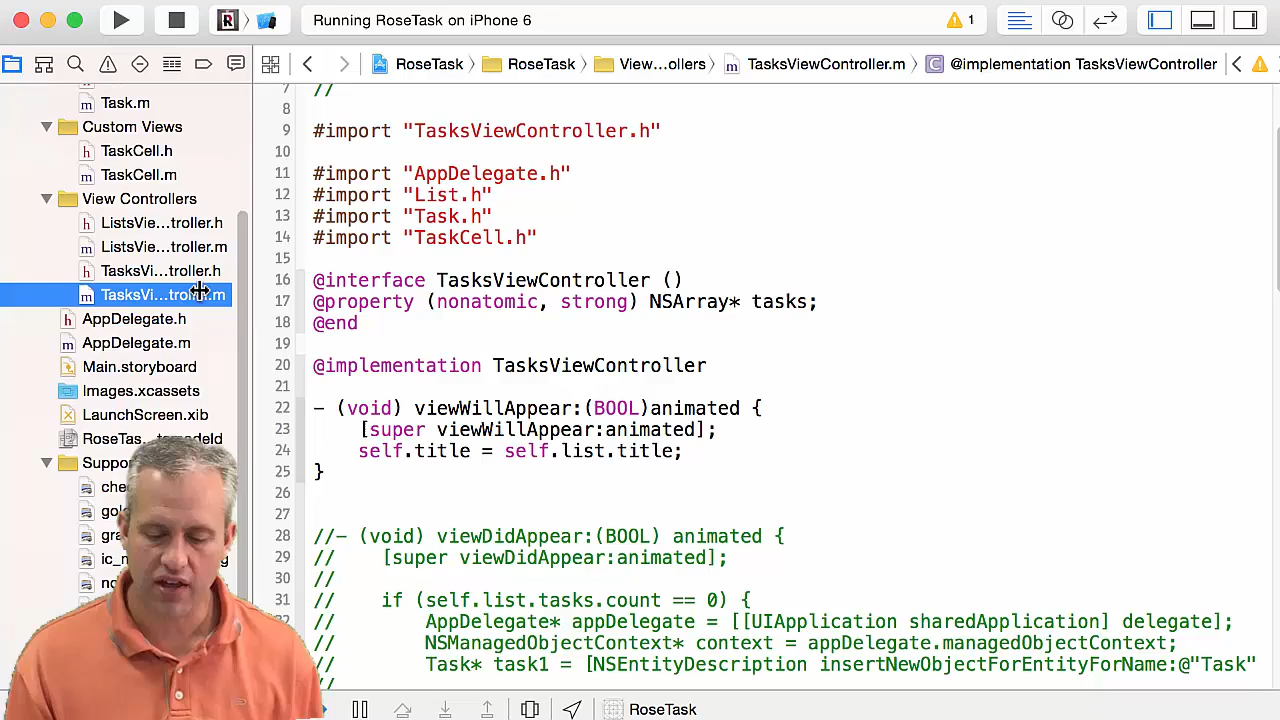 Running RoseTask on iPhone 6
1
RoseTask
RoseTask
View...ollers
TasksViewController.m
@implementation TasksViewController
Task.m
Custom Views
TaskCell.h
TaskCell.m
View Controllers
ListsVie...troller.h
ListsVie...troller.m
TasksVi...troller.h
TasksVi...troller.m
AppDelegate.h
AppDelegate.m
Main.storyboard
Images.xcassets
LaunchScreen.xib
7 //
8
9 #import "TasksViewController.h"
10
11 #import "AppDelegate.h"
12 #import "List.h"
13 #import "Task.h"
14 #import "TaskCell.h"
15
16 @interface TasksViewController ()
17 @property (nonatomic, strong) NSArray* tasks;
18 @end
19
20 @implementation TasksViewController
21
22 - (void) viewWillAppear:(BOOL)animated {
23 [super viewWillAppear:animated];
24 self.title = self.list.title;
25 }
26
27
28 //- (void) viewDidAppear:(BOOL) animated {
29 // [super viewDidAppear:animated];
30 //
31 // if (self.list.tasks.count == 0) {
// AppDelegate* appDelegate = [[UIApplication sharedApplication] delegate];
// NSManagedObjectContext* context = appDelegate.managedObjectContext;
// Task* task1 = [NSEntityDescription insertNewObjectForEntityForName:@"Task"
//
RoseTask